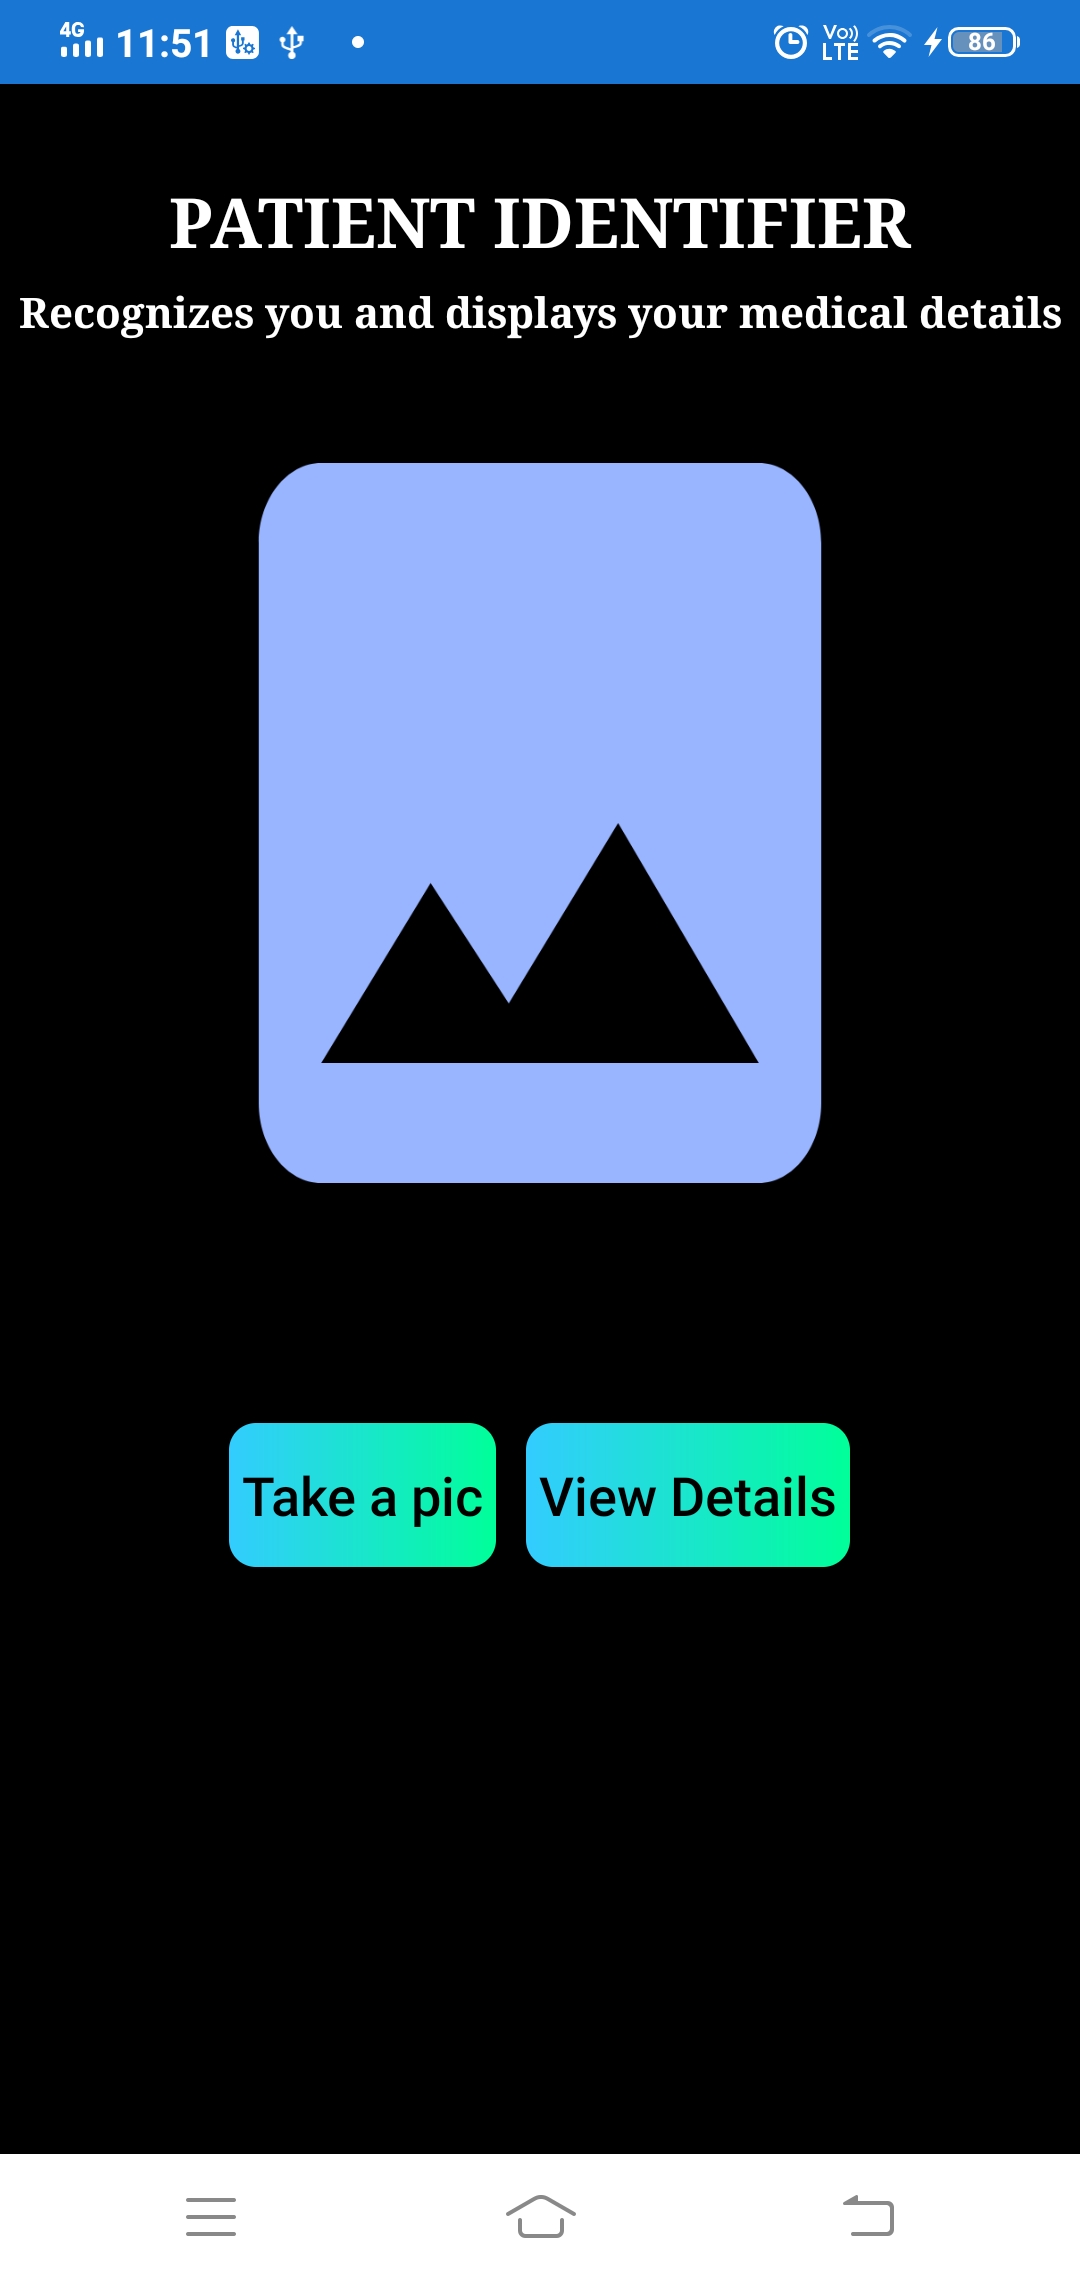 4G 11:51 Vo)) LTE 86
PATIENT IDENTIFIER
Recognizes you and displays your medical details
Take a pic View Details